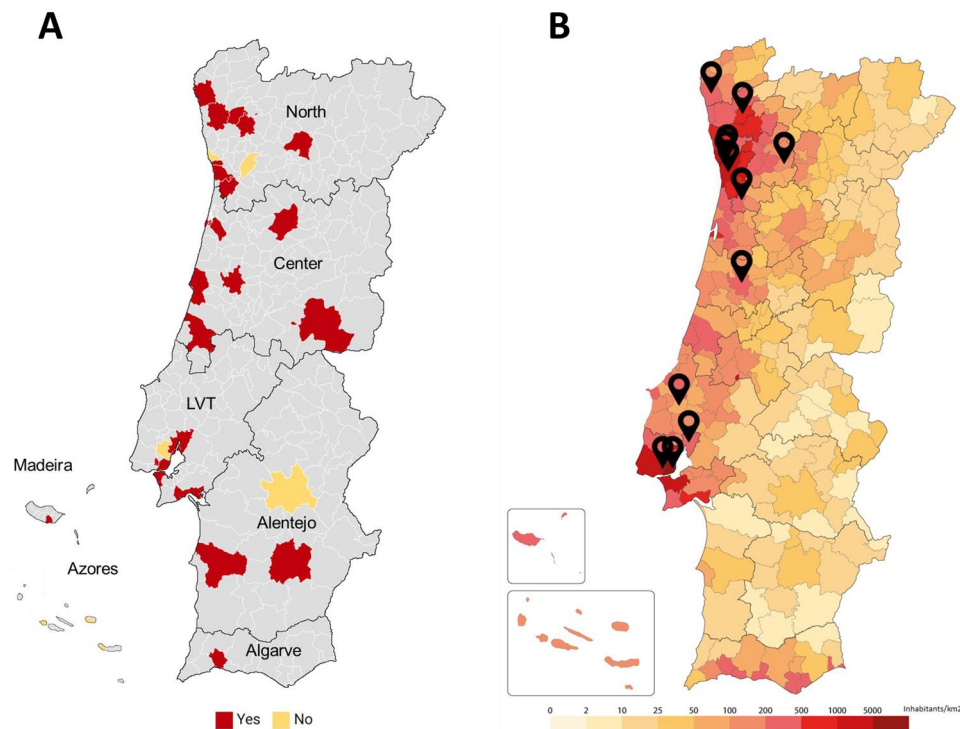 A
B
North
Center
LVT
Madeira
Azores
Alentejo
Algarve
Yes No
0 2 10 25 50 100 200 500 1000 5000 Inhabitants/km2